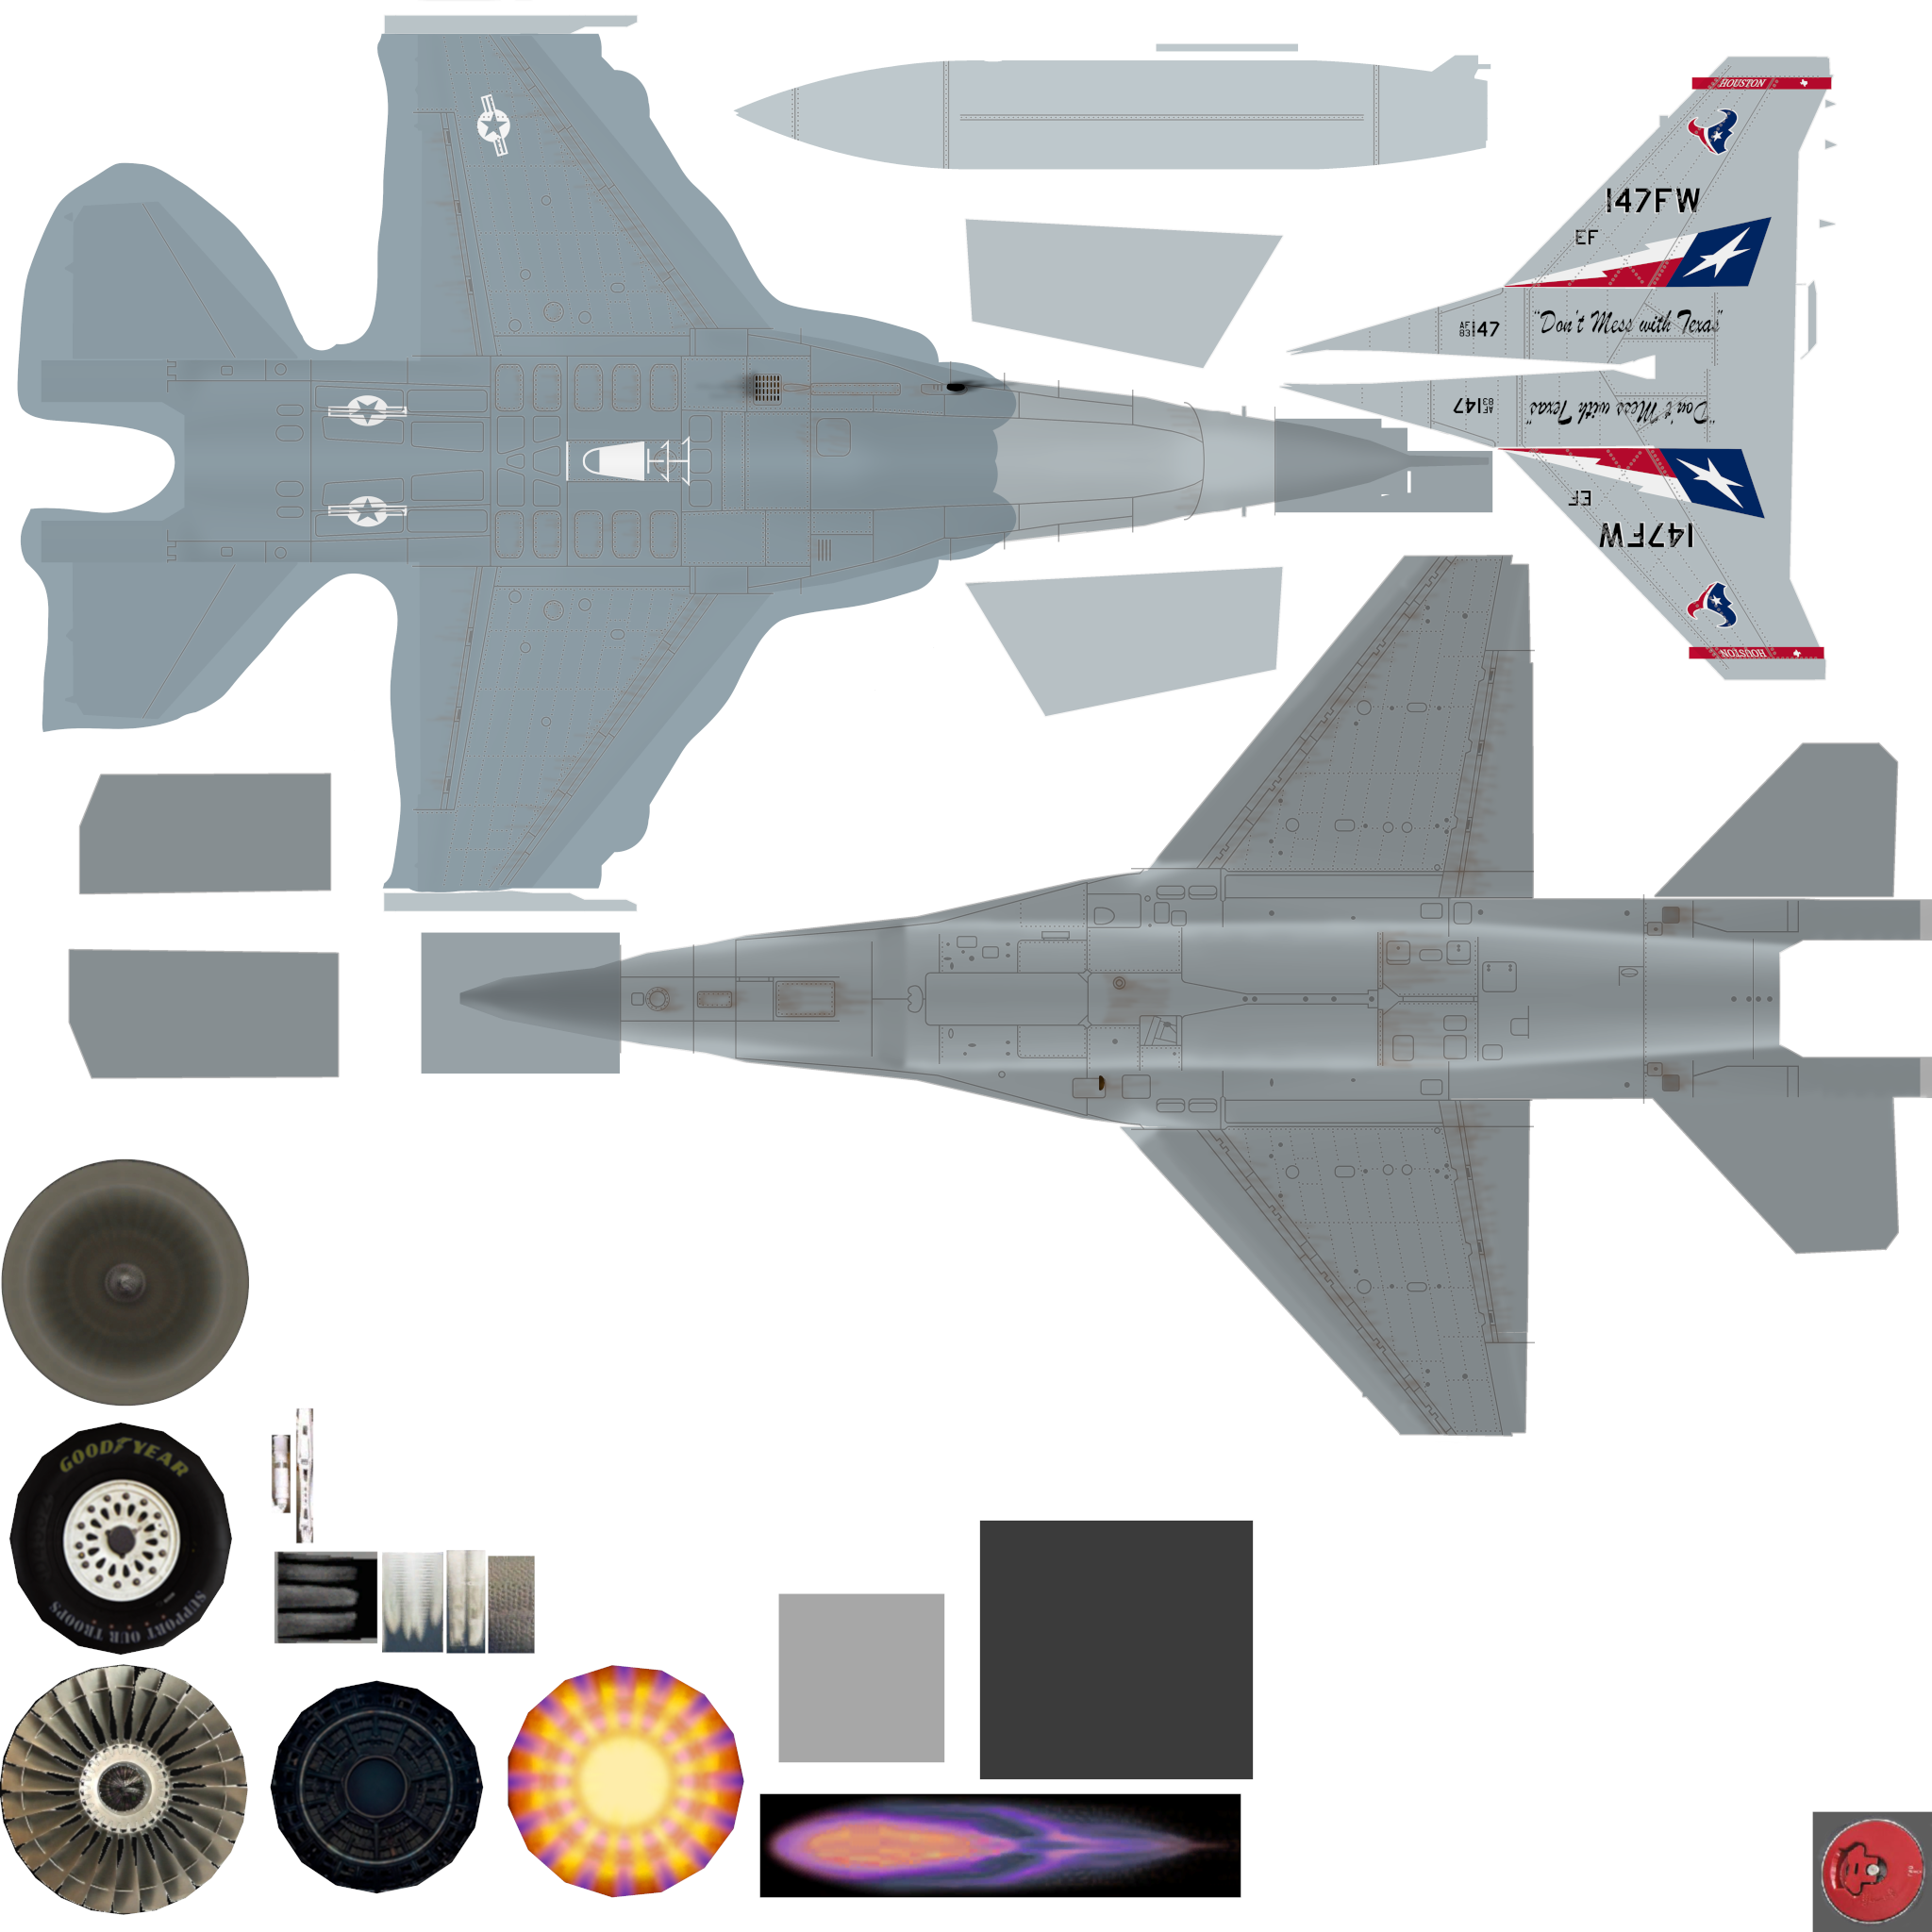 HOUSTON
147FW
EF
AF
83 147
"Don't Mess with Texas"
"Don't Mess with Texas"
AF
83 147
EF
147FW
HOUSTON
GOODYEAR
SUPPORT OUR TROOPS